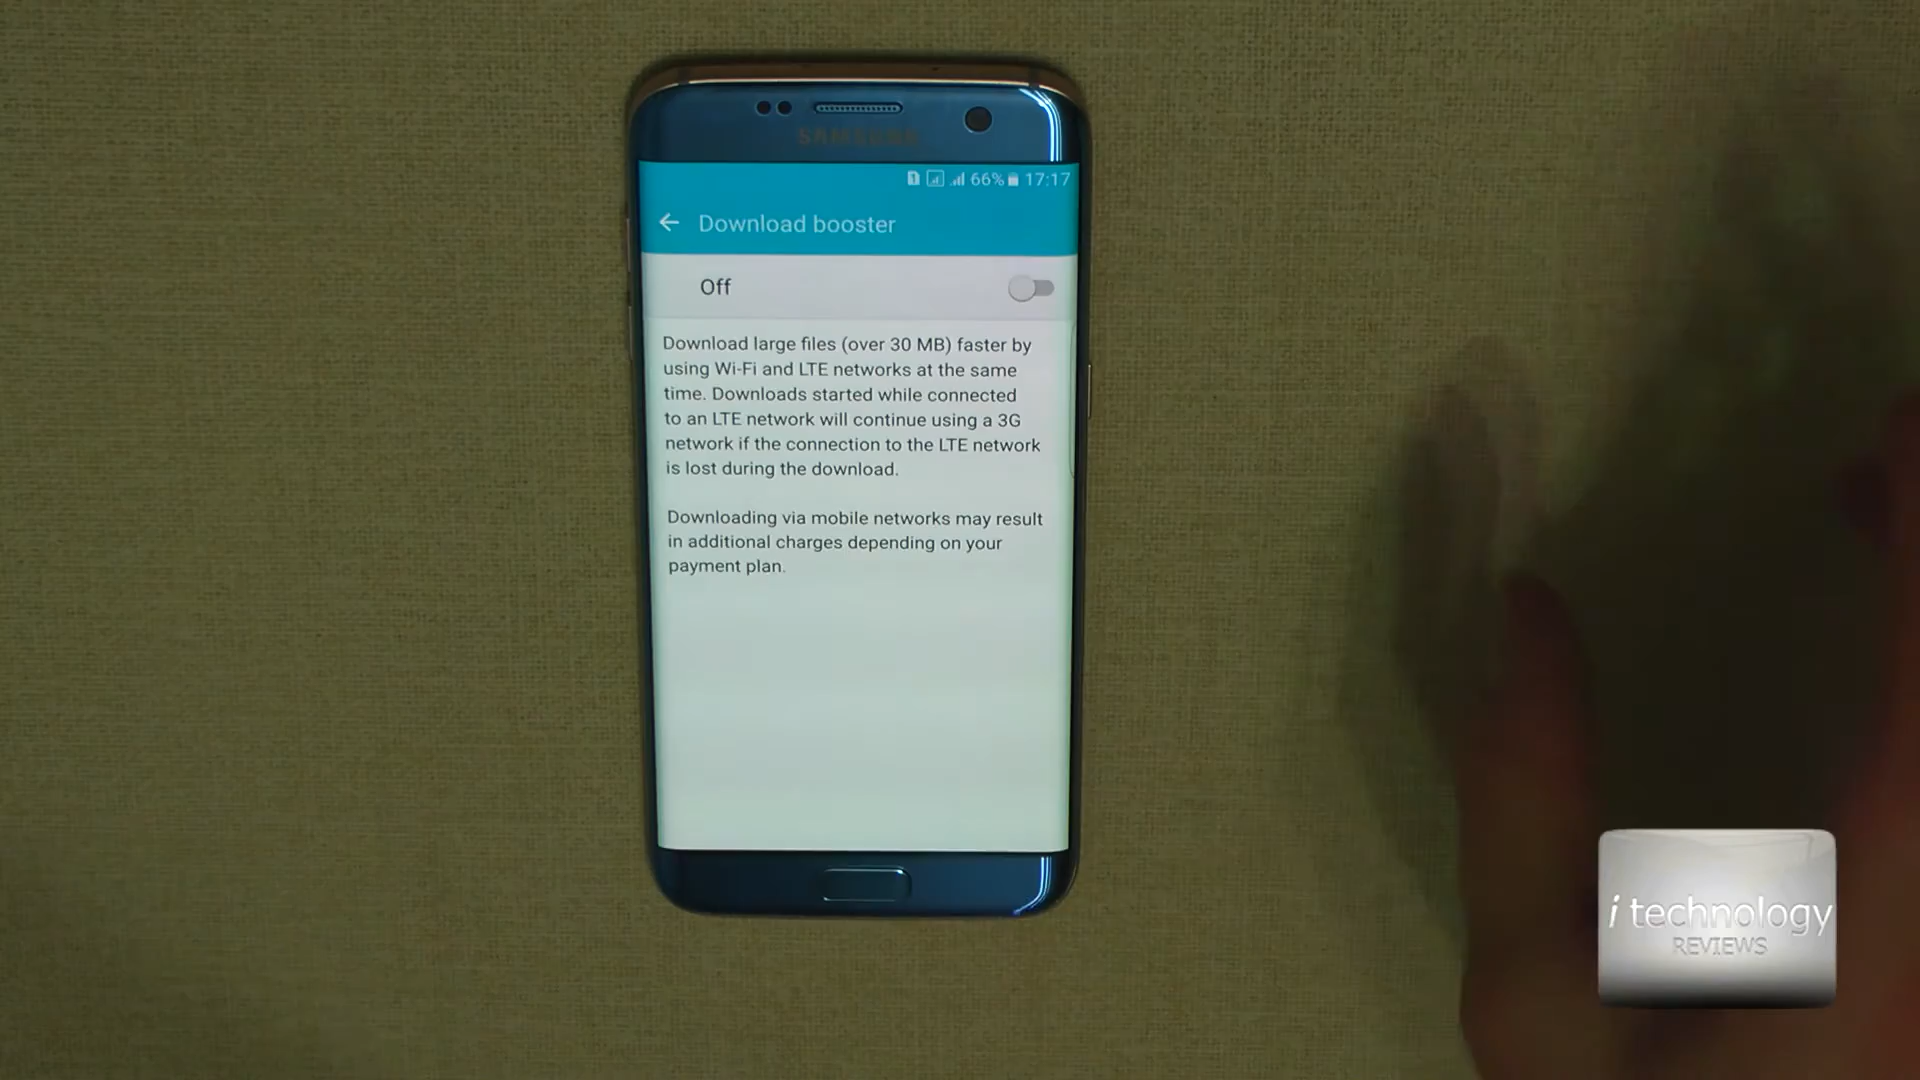 SAMSUNG
66% 17:17
Download booster
Off
Download large files (over 30 MB) faster by
using Wi-Fi and LTE networks at the same
time. Downloads started while connected
to an LTE network will continue using a 3G
network if the connection to the LTE network
is lost during the download.
Downloading via mobile networks may result
in additional charges depending on your
payment plan.
i technology
REVIEWS